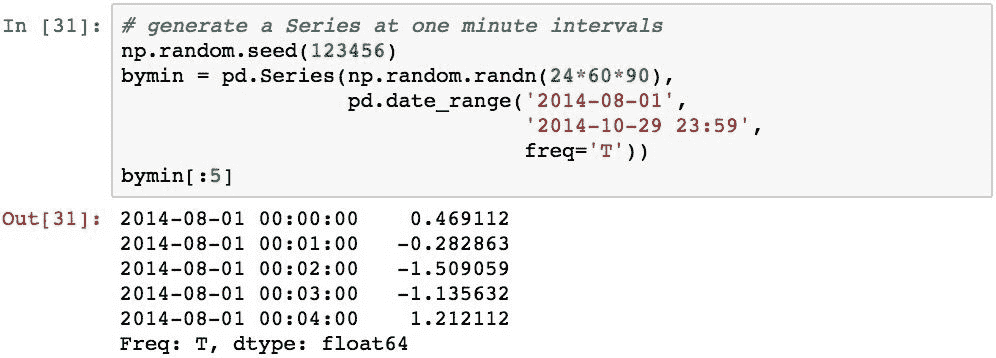 In [31]: # generate a Series at one minute intervals
np.random.seed(123456)
bymin = pd.Series(np.random.randn(24*60*90),
pd.date_range('2014-08-01',
'2014-10-29 23:59',
freq='T'))
bymin[:5]
Out[31]: 2014-08-01 00:00:00    0.469112
2014-08-01 00:01:00   -0.282863
2014-08-01 00:02:00   -1.509059
2014-08-01 00:03:00   -1.135632
2014-08-01 00:04:00    1.212112
Freq: T, dtype: float64